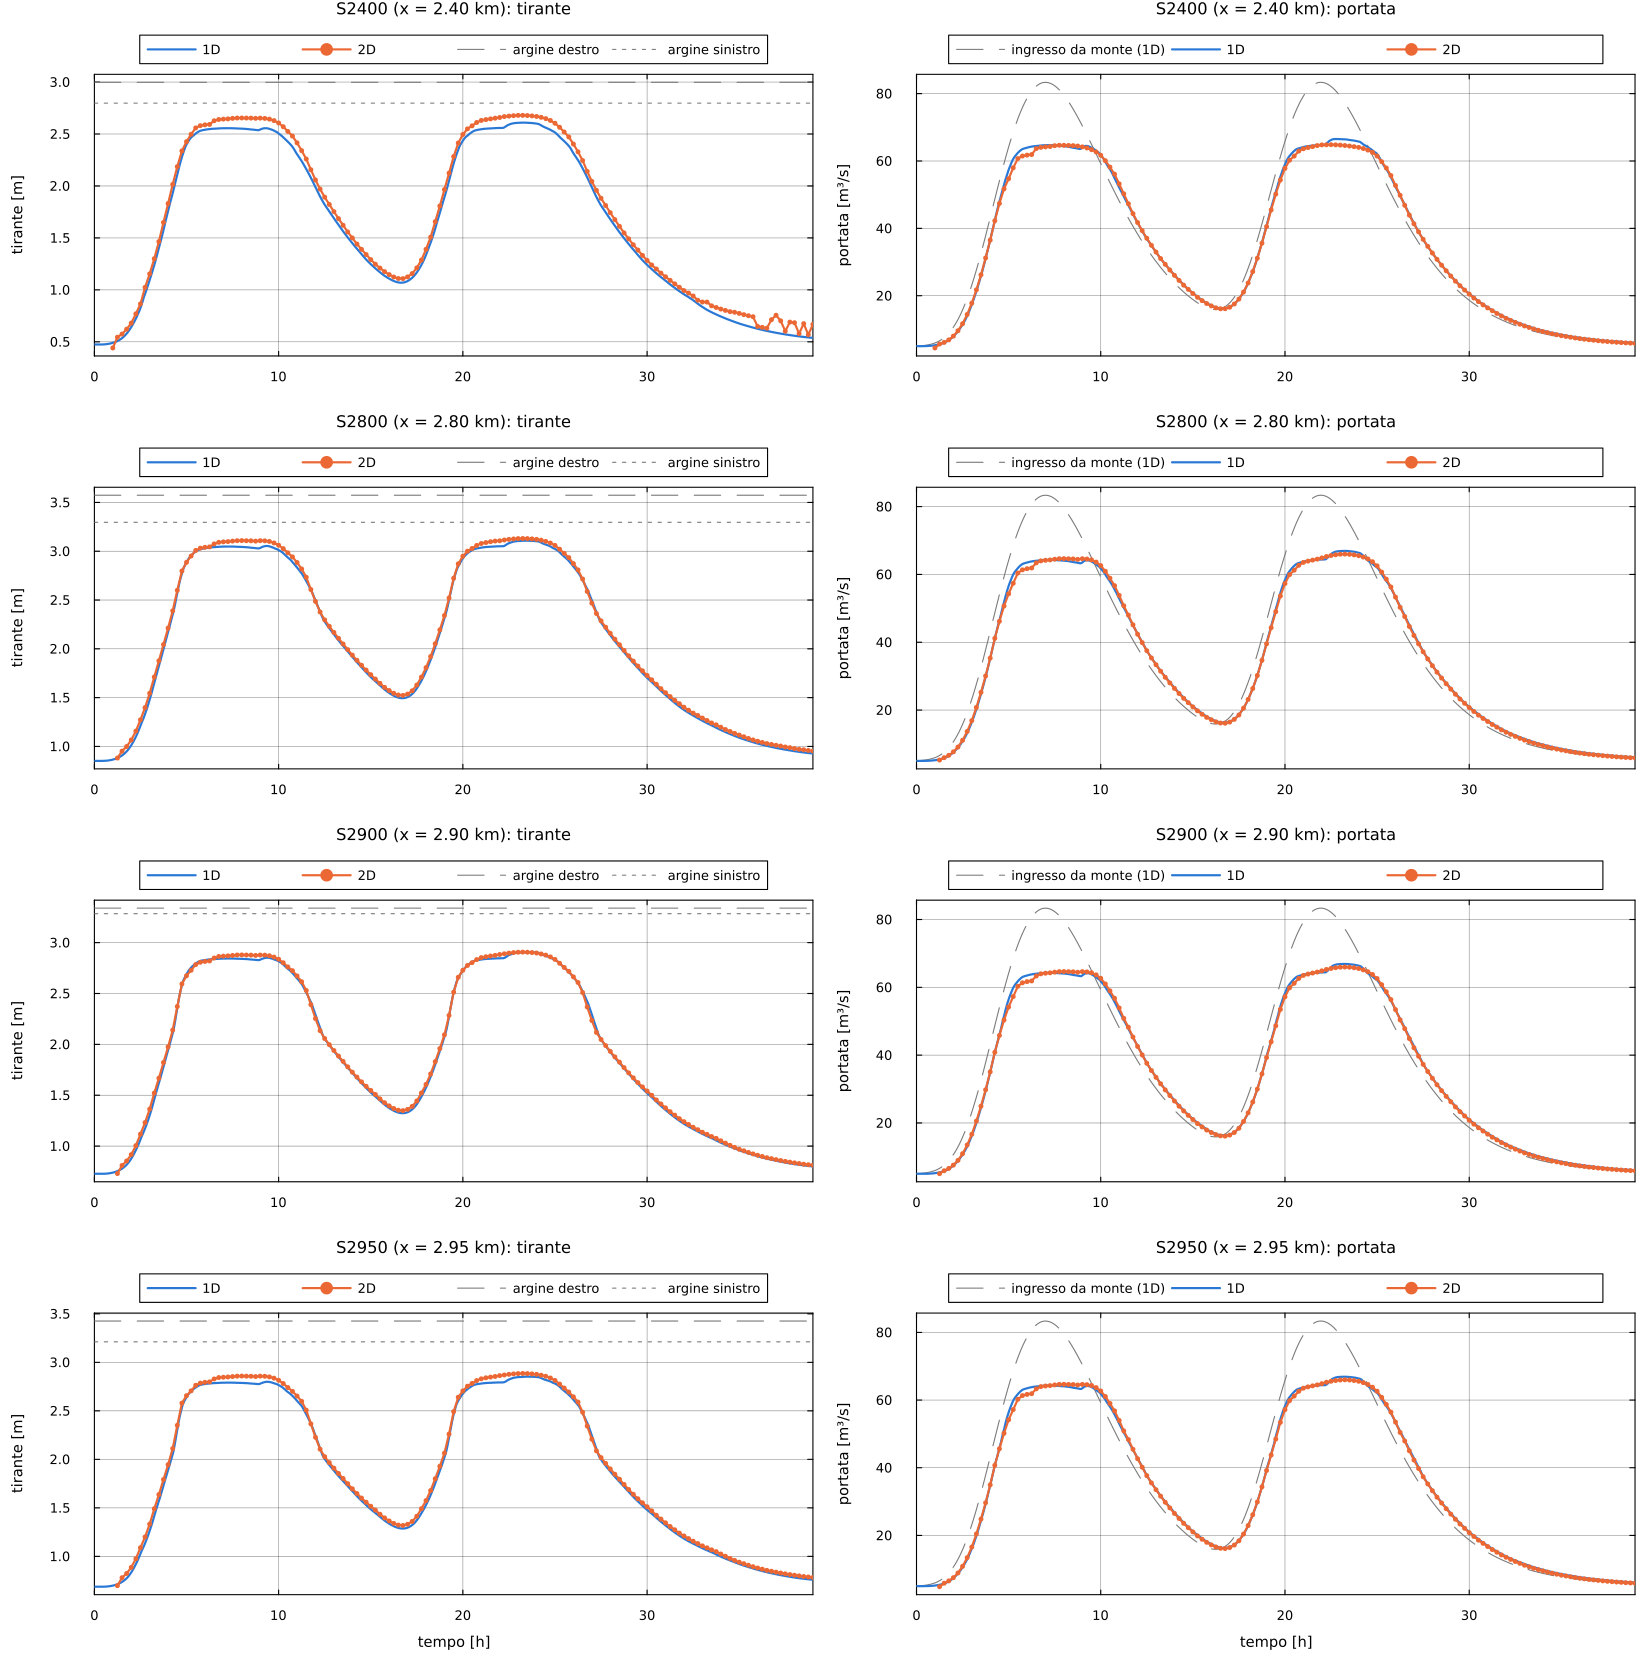 S2400 (x = 2.40 km): tirante
1D 2D argine destro argine sinistro
3.0
2.5
2.0
1.5
1.0
0.5
tirante [m]
0 10 20 30
S2400 (x = 2.40 km): portata
ingresso da monte (1D) 1D 2D
80
60
40
20
portata [m³/s]
0 10 20 30
S2800 (x = 2.80 km): tirante
1D 2D argine destro argine sinistro
3.5
3.0
2.5
2.0
1.5
1.0
tirante [m]
0 10 20 30
S2800 (x = 2.80 km): portata
ingresso da monte (1D) 1D 2D
80
60
40
20
portata [m³/s]
0 10 20 30
S2900 (x = 2.90 km): tirante
1D 2D argine destro argine sinistro
3.0
2.5
2.0
1.5
1.0
tirante [m]
0 10 20 30
S2900 (x = 2.90 km): portata
ingresso da monte (1D) 1D 2D
80
60
40
20
portata [m³/s]
0 10 20 30
S2950 (x = 2.95 km): tirante
1D 2D argine destro argine sinistro
3.5
3.0
2.5
2.0
1.5
1.0
tirante [m]
0 10 20 30
tempo [h]
S2950 (x = 2.95 km): portata
ingresso da monte (1D) 1D 2D
80
60
40
20
portata [m³/s]
0 10 20 30
tempo [h]